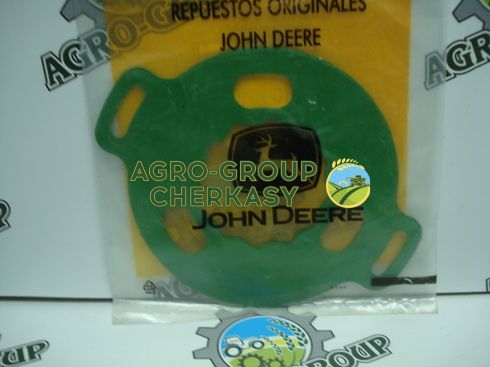 REPUESTOS ORIGINALES
JOHN DEERE
AGRO-GROUP
CHERKASY
JOHN DEERE
AGRO-GROUP